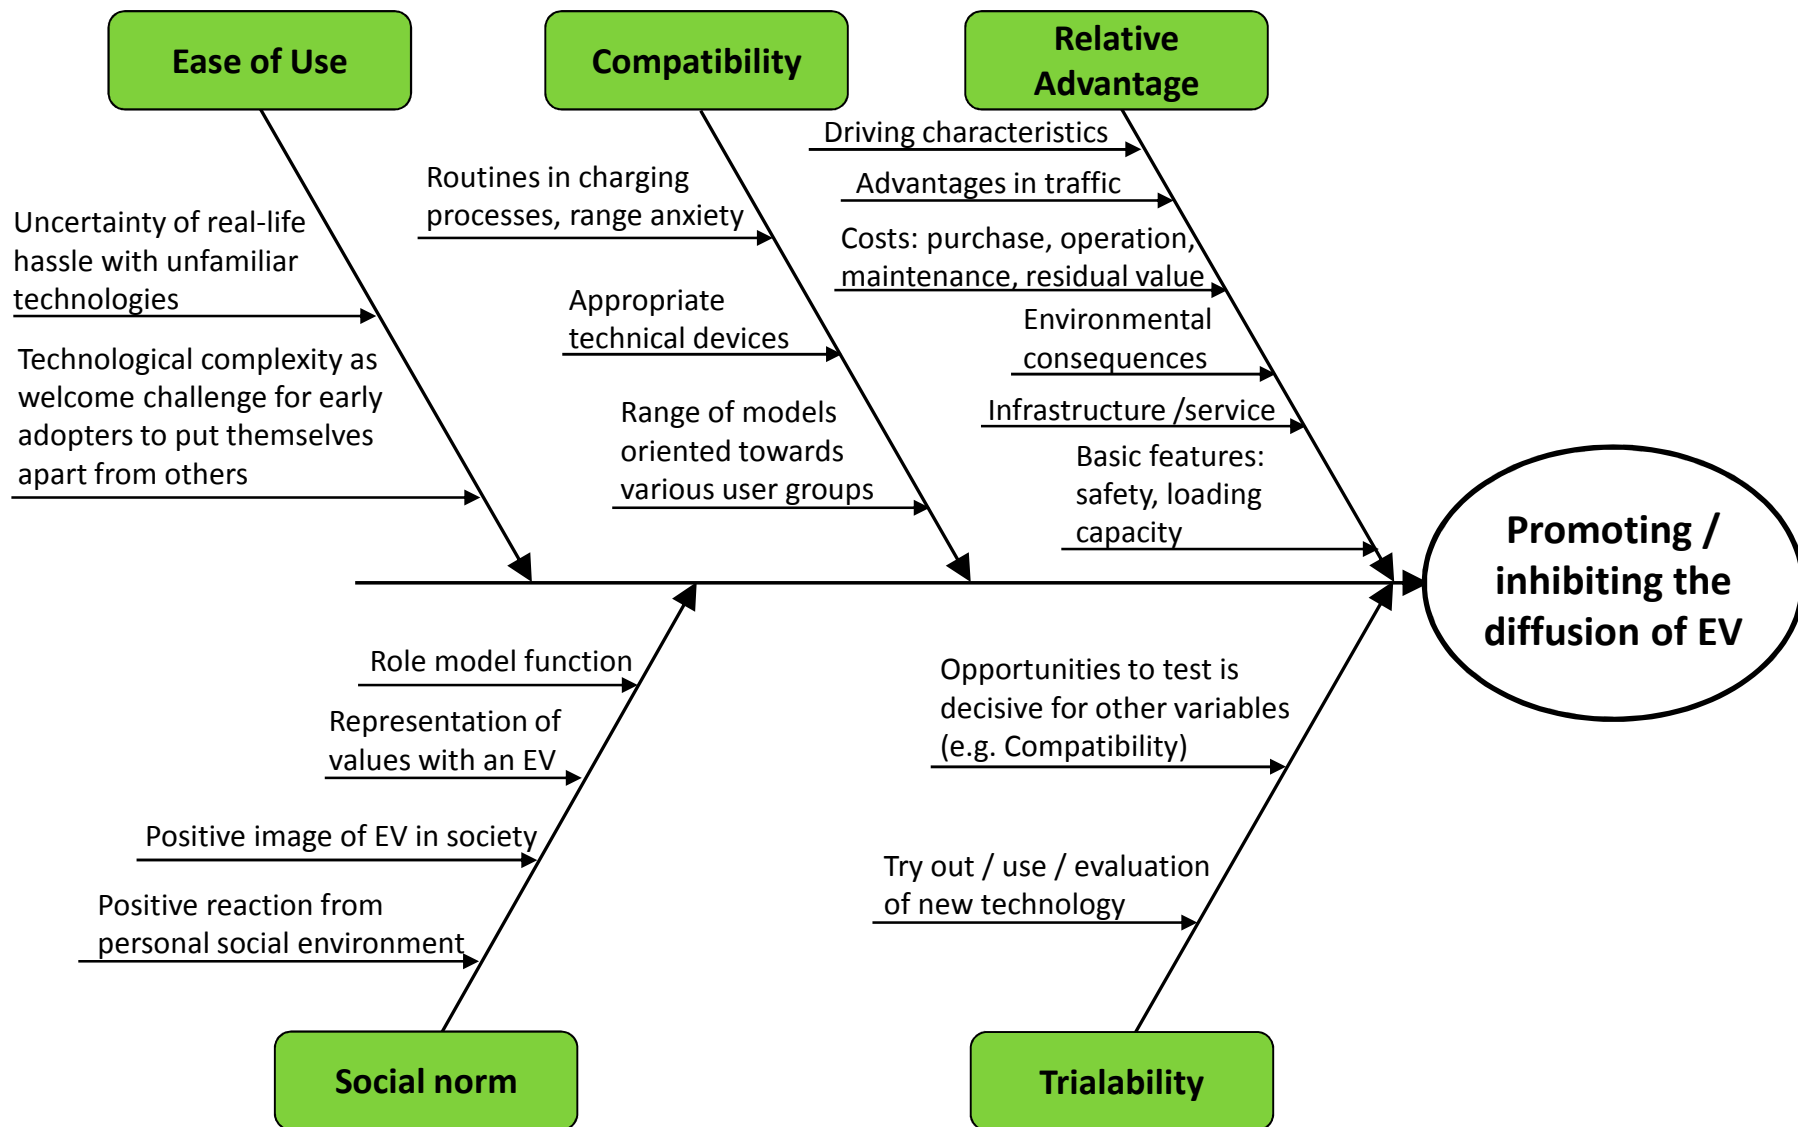 Ease of Use
Compatibility
Relative
Advantage
Uncertainty of real-life
hassle with unfamiliar
technologies
Technological complexity as
welcome challenge for early
adopters to put themselves
apart from others
Routines in charging
processes, range anxiety
Appropriate
technical devices
Range of models
oriented towards
various user groups
Driving characteristics
Advantages in traffic
Costs: purchase, operation,
maintenance, residual value
Environmental
consequences
Infrastructure /service
Basic features:
safety, loading
capacity
Promoting /
inhibiting the
diffusion of EV
Role model function
Representation of
values with an EV
Positive image of EV in society
Positive reaction from
personal social environment
Opportunities to test is
decisive for other variables
(e.g. Compatibility)
Try out / use / evaluation
of new technology
Social norm
Trialability